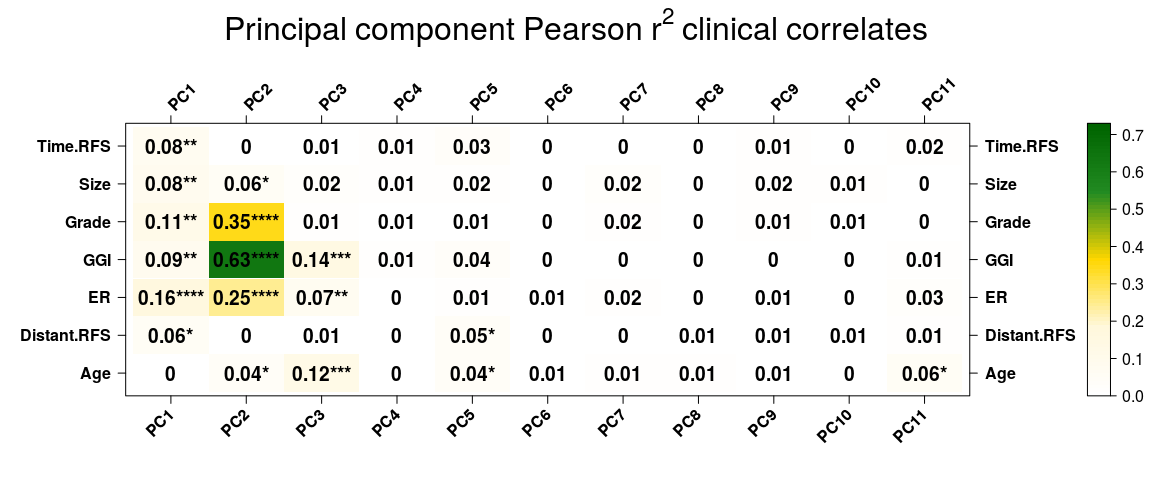 Principal component Pearson r² clinical correlates
PC1 PC2 PC3 PC4 PC5 PC6 PC7 PC8 PC9 PC10 PC11
Time.RFS 0.08** 0 0.01 0.01 0.03 0 0 0 0.01 0 0.02 Time.RFS
Size 0.08** 0.06* 0.02 0.01 0.02 0 0.02 0 0.02 0.01 0 Size
Grade 0.11** 0.35**** 0.01 0.01 0.01 0 0.02 0 0.01 0.01 0 Grade
GGI 0.09** 0.63**** 0.14*** 0.01 0.04 0 0 0 0 0 0.01 GGI
ER 0.16**** 0.25**** 0.07** 0 0.01 0.01 0.02 0 0.01 0 0.03 ER
Distant.RFS 0.06* 0 0.01 0 0.05* 0 0 0.01 0.01 0.01 0.01 Distant.RFS
Age 0 0.04* 0.12*** 0 0.04* 0.01 0.01 0.01 0.01 0 0.06* Age
PC1 PC2 PC3 PC4 PC5 PC6 PC7 PC8 PC9 PC10 PC11
0.7
0.6
0.5
0.4
0.3
0.2
0.1
0.0